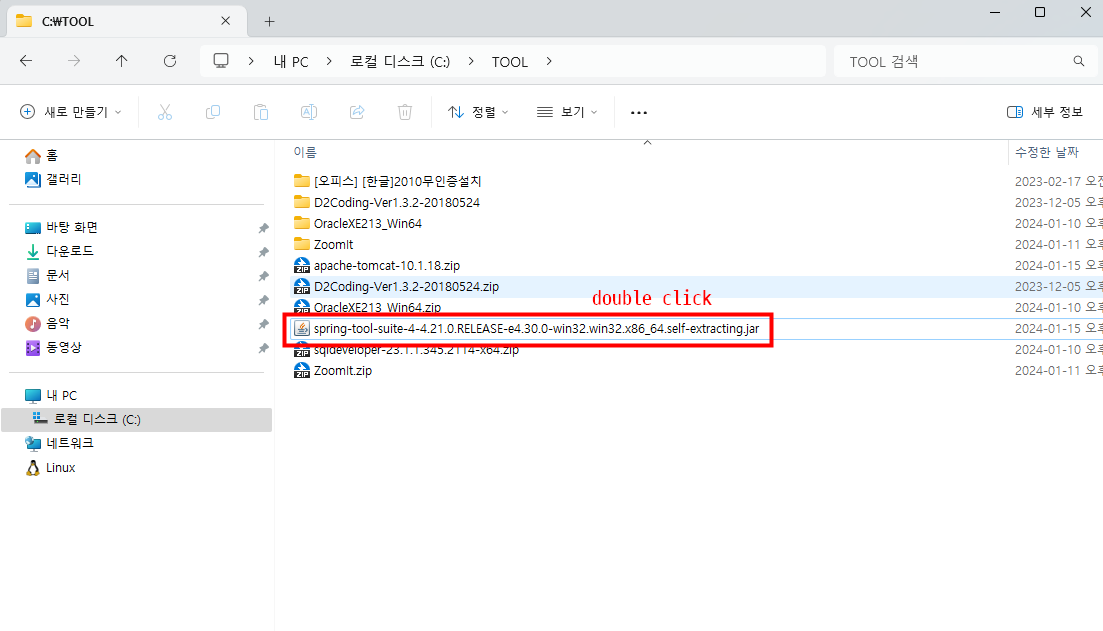 C:₩TOOL
내 PC
로컬 디스크 (C:)
TOOL
TOOL 검색
새로 만들기
정렬
보기
세부 정보
이름
수정한 날짜
홈
갤러리
바탕 화면
다운로드
문서
사진
음악
동영상
내 PC
로컬 디스크 (C:)
네트워크
Linux
[오피스] [한글]2010무인증설치 2023-02-17 오전
D2Coding-Ver1.3.2-20180524 2023-12-05 오후
OracleXE213_Win64 2024-01-10 오후
ZoomIt 2024-01-11 오후
ZIP apache-tomcat-10.1.18.zip 2024-01-15 오후
ZIP D2Coding-Ver1.3.2-20180524.zip 2023-12-05 오후
double click
OracleXE213_Win64.zip 2024-01-10 오후
spring-tool-suite-4-4.21.0.RELEASE-e4.30.0-win32.win32.x86_64.self-extracting.jar 2024-01-15 오후
ZIP sqldeveloper-23.1.1.345.2114-x64.zip 2024-01-10 오후
ZIP ZoomIt.zip 2024-01-11 오후